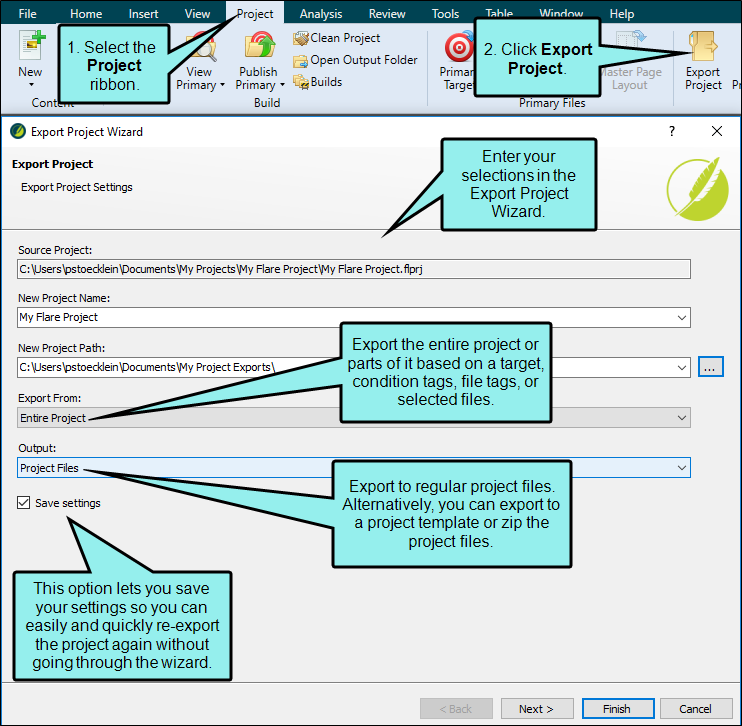 File Home Insert View Project Analysis Review Tools Table Window Help
1. Select the
Project
ribbon.
New
Content
View
Primary
Publish
Primary
Clean Project
Open Output Folder
Builds
Build
Target
2. Click Export
Project.
Master Page
Layout
Primary Files
Export
Project
Export Project Wizard
?
Export Project
Export Project Settings
Enter your
selections in the
Export Project
Wizard.
Source Project:
C:\Users\pstoecklein\Documents\My Projects\My Flare Project\My Flare Project.flprj
New Project Name:
My Flare Project
New Project Path:
C:\Users\pstoecklein\Documents\My Project Exports\
...
Export the entire project or
parts of it based on a target,
condition tags, file tags, or
selected files.
Export From:
Entire Project
Output:
Project Files
Export to regular project files.
Alternatively, you can export to
a project template or zip the
project files.
Save settings
This option lets you save
your settings so you can
easily and quickly re-export
the project again without
going through the wizard.
< Back Next > Finish Cancel